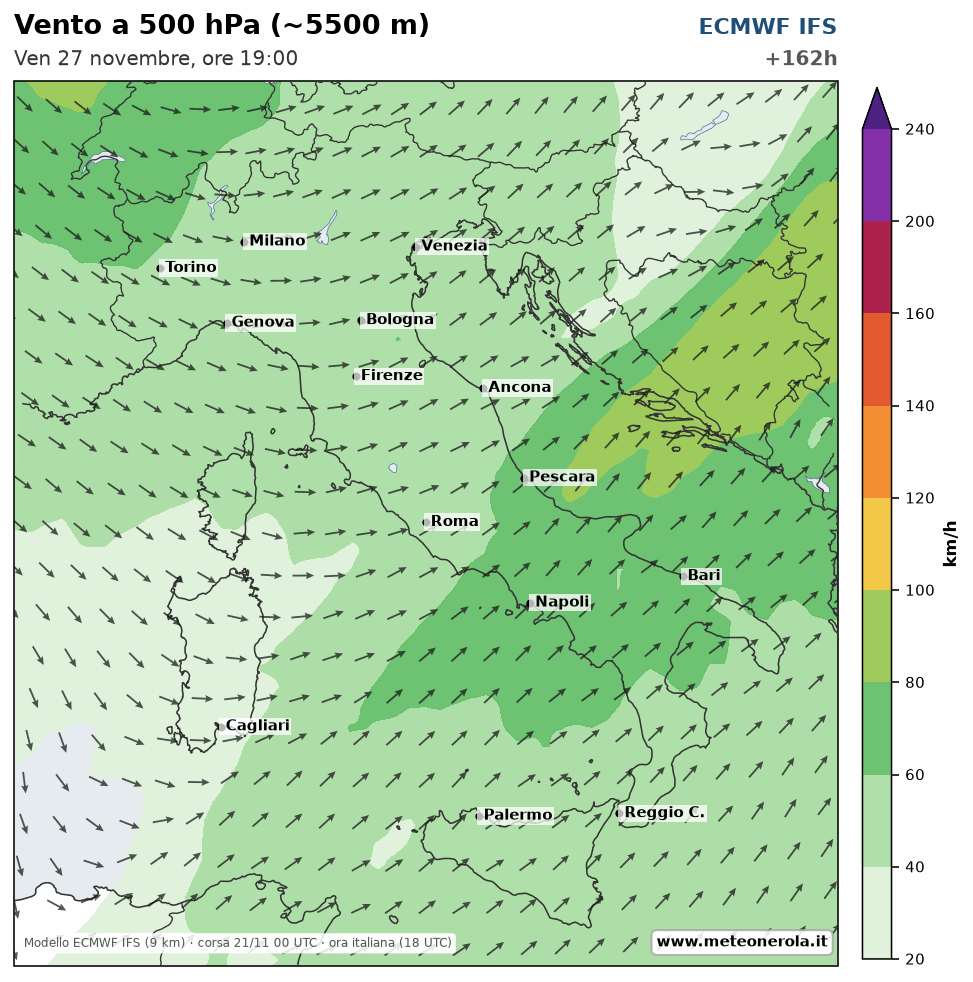 Vento a 500 hPa (~5500 m)
ECMWF IFS
Ven 27 novembre, ore 19:00
+162h
Milano
Venezia
Torino
Genova
Bologna
Firenze
Ancona
Pescara
Roma
Bari
Napoli
Cagliari
Palermo
Reggio C.
240
200
160
140
120
100
80
60
40
20
km/h
Modello ECMWF IFS (9 km) · corsa 21/11 00 UTC · ora italiana (18 UTC)
www.meteonerola.it